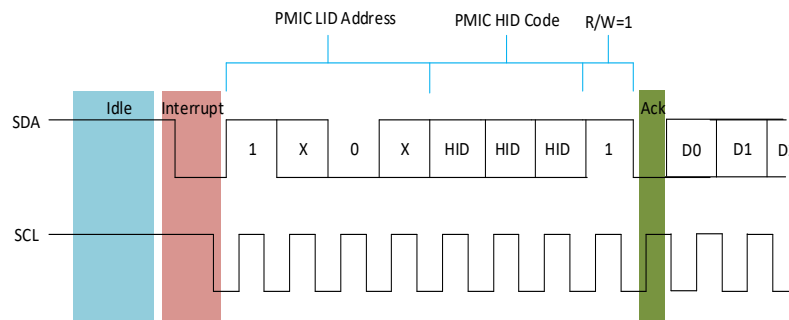 PMIC LID Address PMIC HID Code R/W=1
Idle Interrupt Ack
SDA 1 X 0 X HID HID HID 1 D0 D1 D
SCL